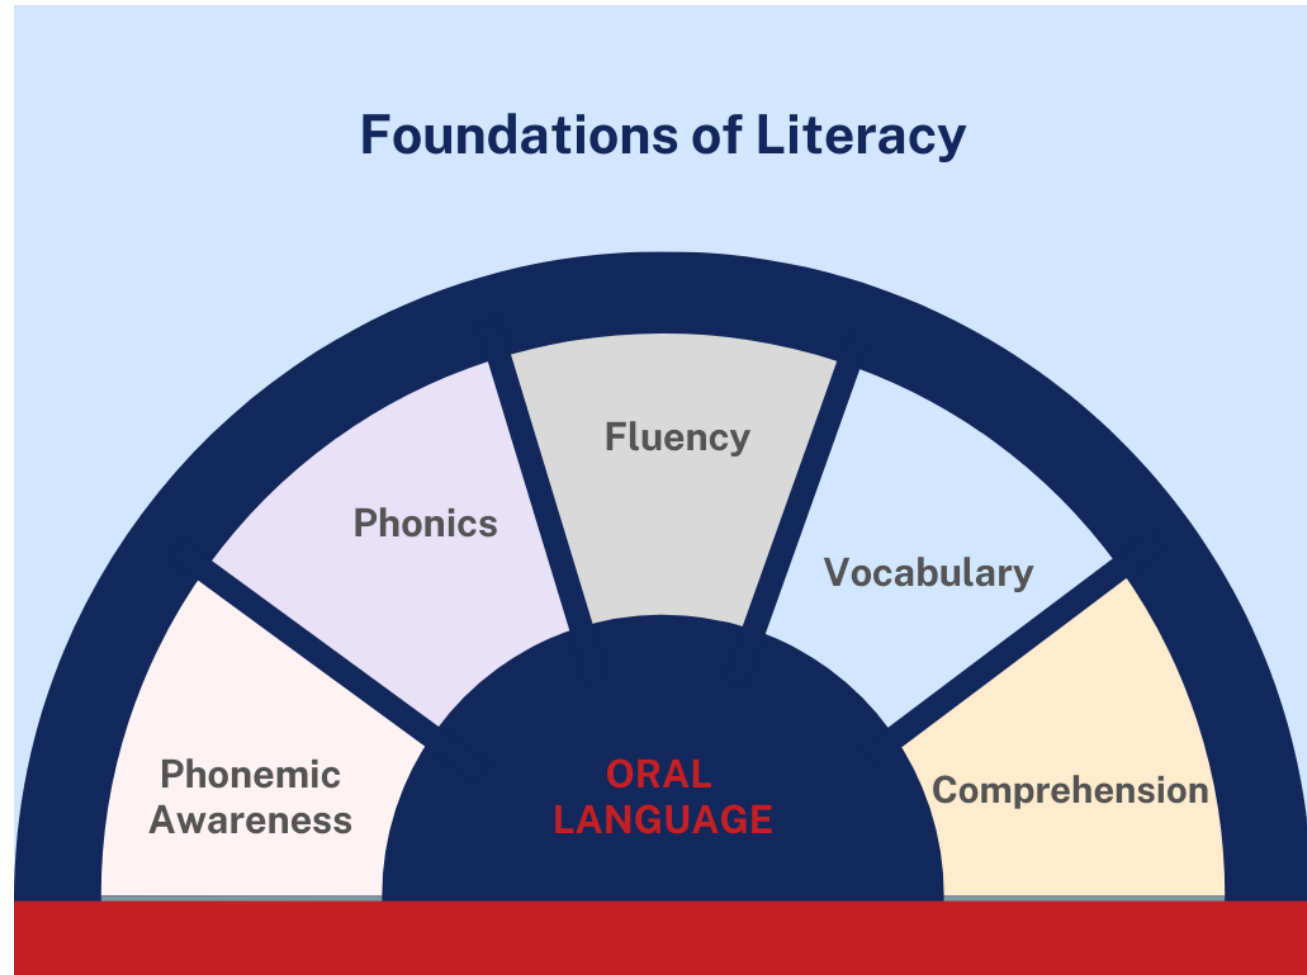 Foundations of Literacy
Phonemic
Awareness
Phonics
Fluency
Vocabulary
Comprehension
ORAL
LANGUAGE